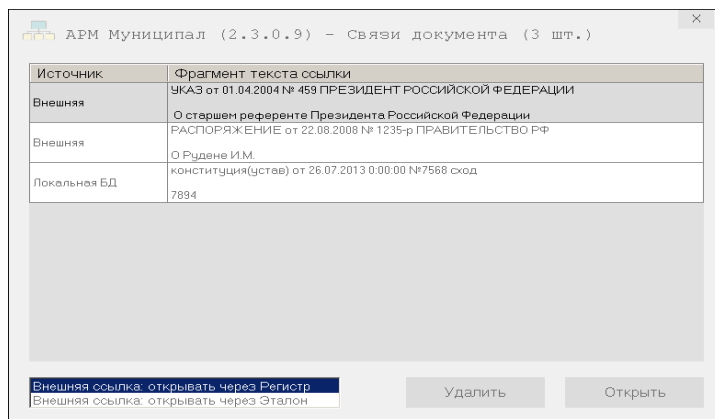 АРМ Муниципал (2.3.0.9) – Связи документа (3 шт.)
Источник Фрагмент текста ссылки
Внешняя
УКАЗ от 01.04.2004 № 459 ПРЕЗИДЕНТ РОССИЙСКОЙ ФЕДЕРАЦИИ
О старшем референте Президента Российской Федерации
Внешняя
РАСПОРЯЖЕНИЕ от 22.08.2008 № 1235-р ПРАВИТЕЛЬСТВО РФ
О Рудене И.М.
Локальная БД
конституция(устав) от 26.07.2013 0:00:00 №7568 сход
7894
Внешняя ссылка: открывать через Регистр
Внешняя ссылка: открывать через Эталон
Удалить Открыть